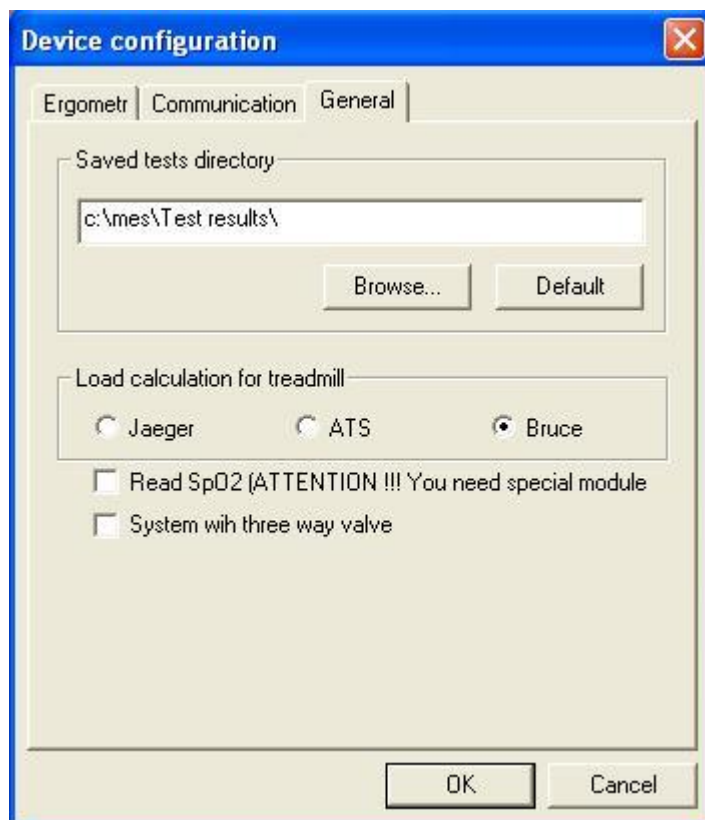 Device configuration
Ergometr Communication General
Saved tests directory
c:\mes\Test results\
Browse... Default
Load calculation for treadmill
Jaeger ATS Bruce
Read SpO2 (ATTENTION !!! You need special module
System wih three way valve
OK Cancel